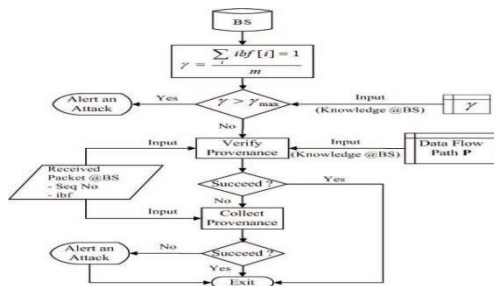 BS
γ = ∑ ibf [i] = 1
i
m
Alert an
Attack
Yes
γ > γmax
Input
(Knowledge @BS)
γ
No
Input
Verify
Provenance
Input
(Knowledge @BS)
Data Flow
Path P
Received
Packet @BS
- Seq No
- ibf
Succeed ?
Yes
No
Input
Collect
Provenance
Alert an
Attack
No
Succeed ?
Yes
Exit